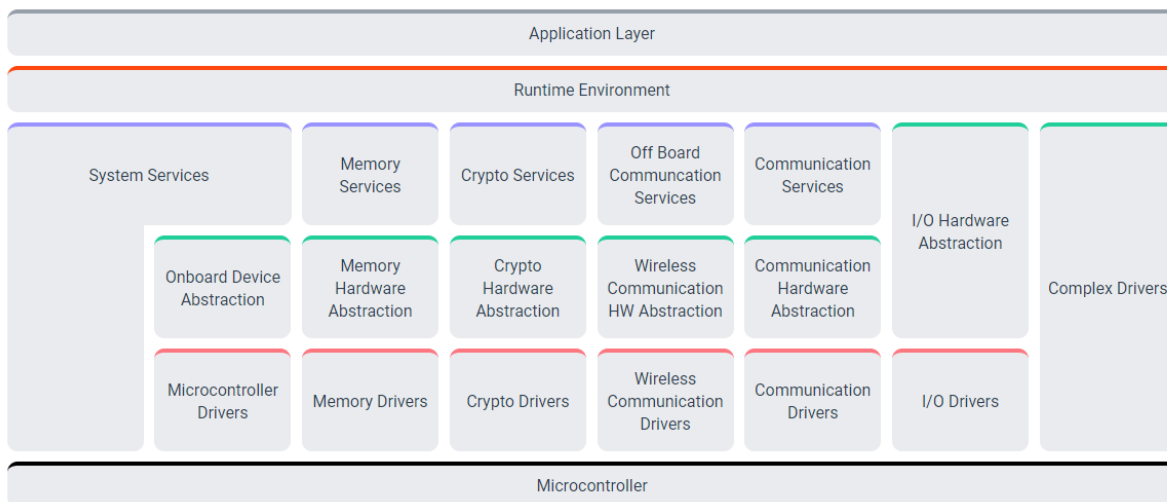 Application Layer
Runtime Environment
System Services
Memory
Services
Crypto Services
Off Board
Communcation
Services
Communication
Services
I/O Hardware
Abstraction
Complex Drivers
Onboard Device
Abstraction
Memory
Hardware
Abstraction
Crypto
Hardware
Abstraction
Wireless
Communication
HW Abstraction
Communication
Hardware
Abstraction
Microcontroller
Drivers
Memory Drivers
Crypto Drivers
Wireless
Communication
Drivers
Communication
Drivers
I/O Drivers
Microcontroller